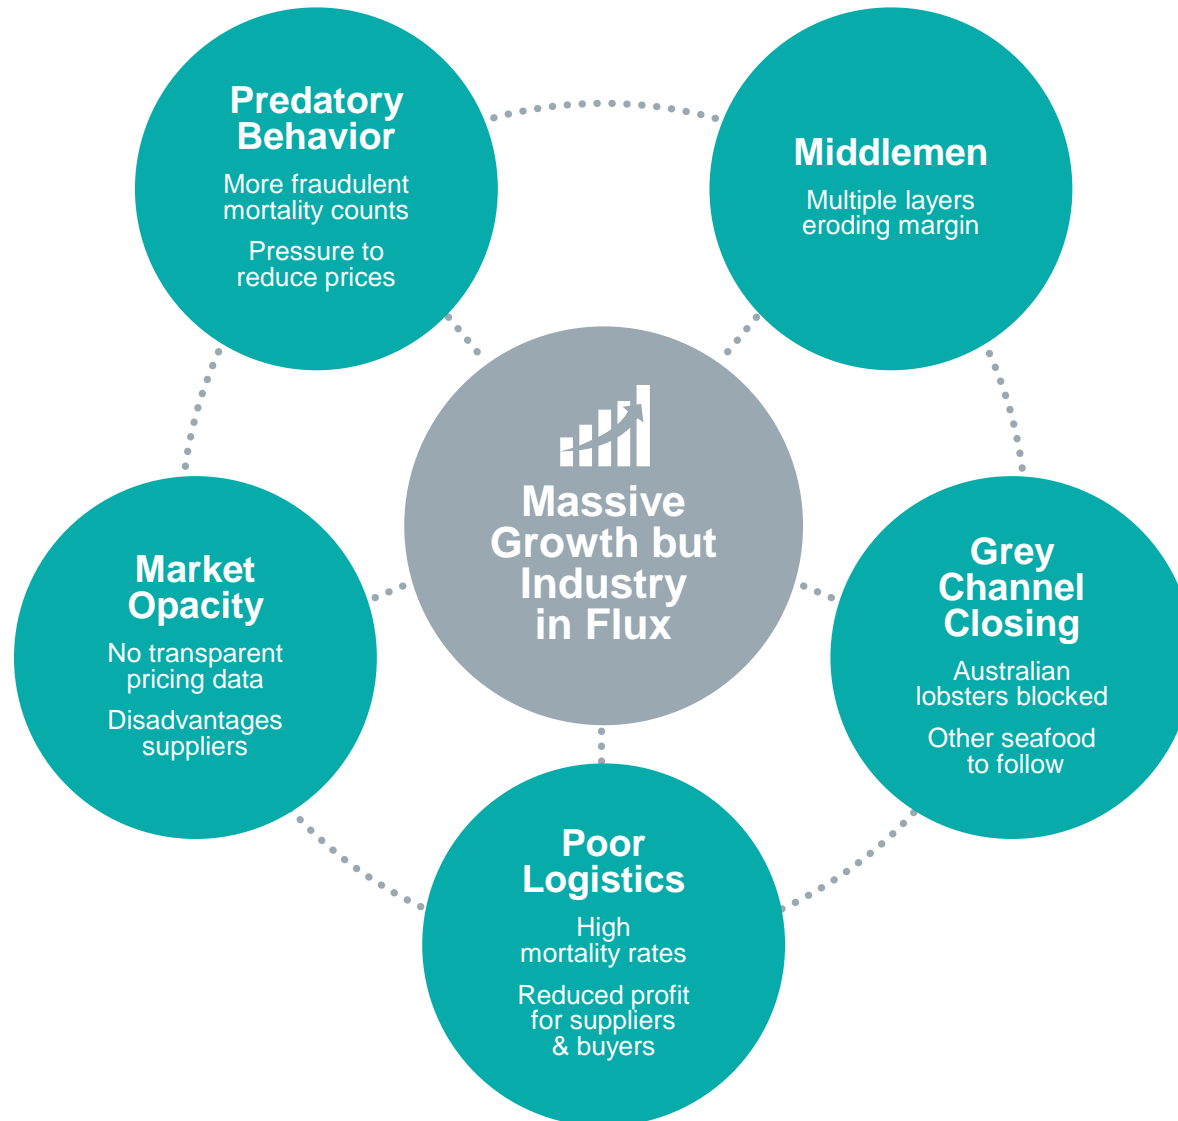 Predatory
Behavior
More fraudulent
mortality counts
Pressure to
reduce prices
Middlemen
Multiple layers
eroding margin
Massive
Growth but
Industry
in Flux
Market
Opacity
No transparent
pricing data
Disadvantages
suppliers
Grey
Channel
Closing
Australian
lobsters blocked
Other seafood
to follow
Poor
Logistics
High
mortality rates
Reduced profit
for suppliers
& buyers